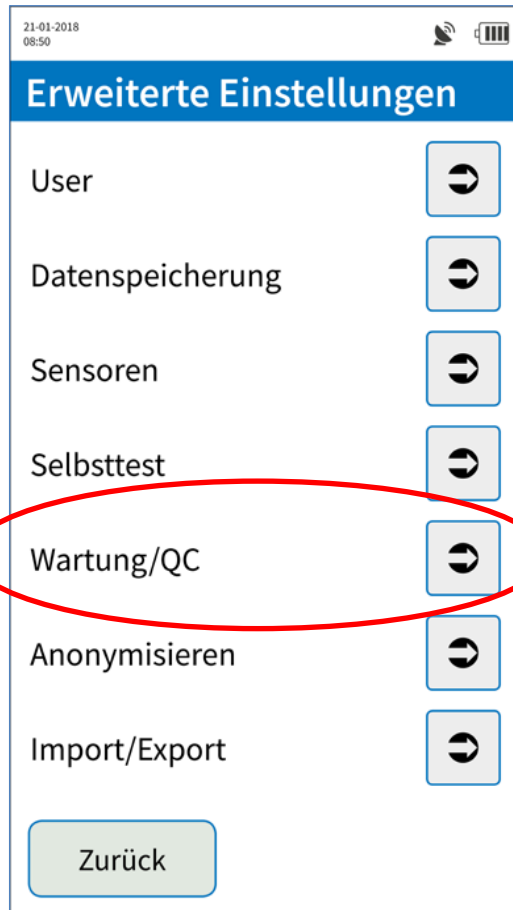 21-01-2018
08:50
Erweiterte Einstellungen
User
Datenspeicherung
Sensoren
Selbsttest
Wartung/QC
Anonymisieren
Import/Export
Zurück